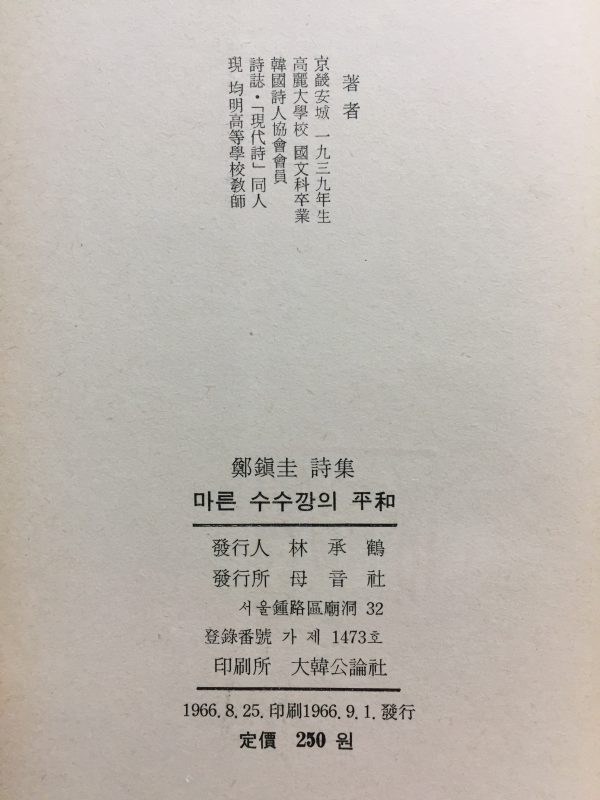 著者
京畿安城 一九三九年生
高麗大學校 國文科卒業
韓國詩人協會會員
詩誌·「現代詩」同人
現 均明高等學校敎師
鄭鎭圭 詩集
마른 수수깡의 平和
發行人 林承鶴
發行所 母音社
서울鍾路區廟洞 32
登錄番號 가 제 1473호
印刷所 大韓公論社
1966.8.25.印刷1966.9.1.發行
定價 250 원